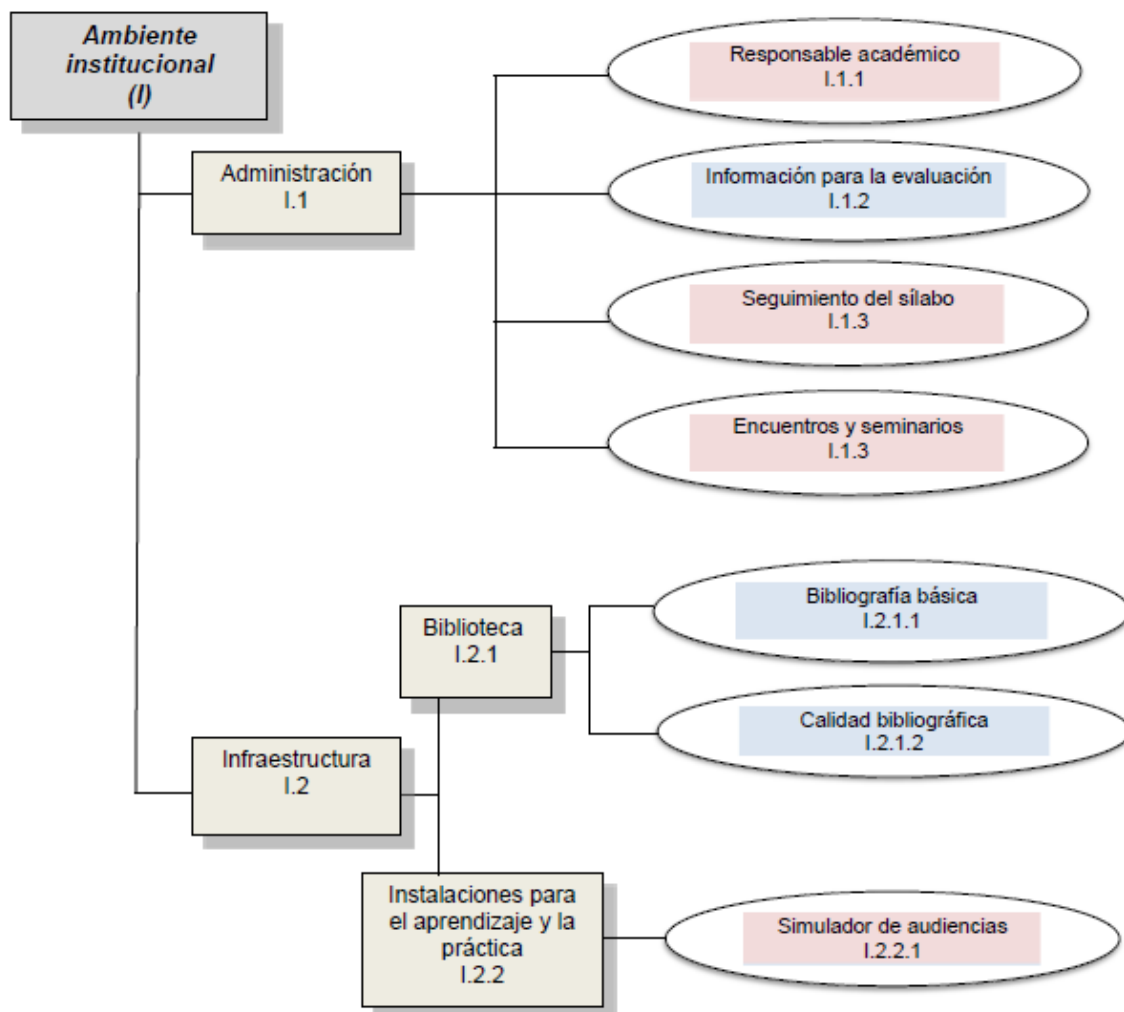 Ambiente
institucional
(I)
Responsable académico
I.1.1
Administración
I.1
Información para la evaluación
I.1.2
Seguimiento del sílabo
I.1.3
Encuentros y seminarios
I.1.3
Biblioteca
I.2.1
Bibliografía básica
I.2.1.1
Calidad bibliográfica
I.2.1.2
Infraestructura
I.2
Instalaciones para
el aprendizaje y la
práctica
I.2.2
Simulador de audiencias
I.2.2.1